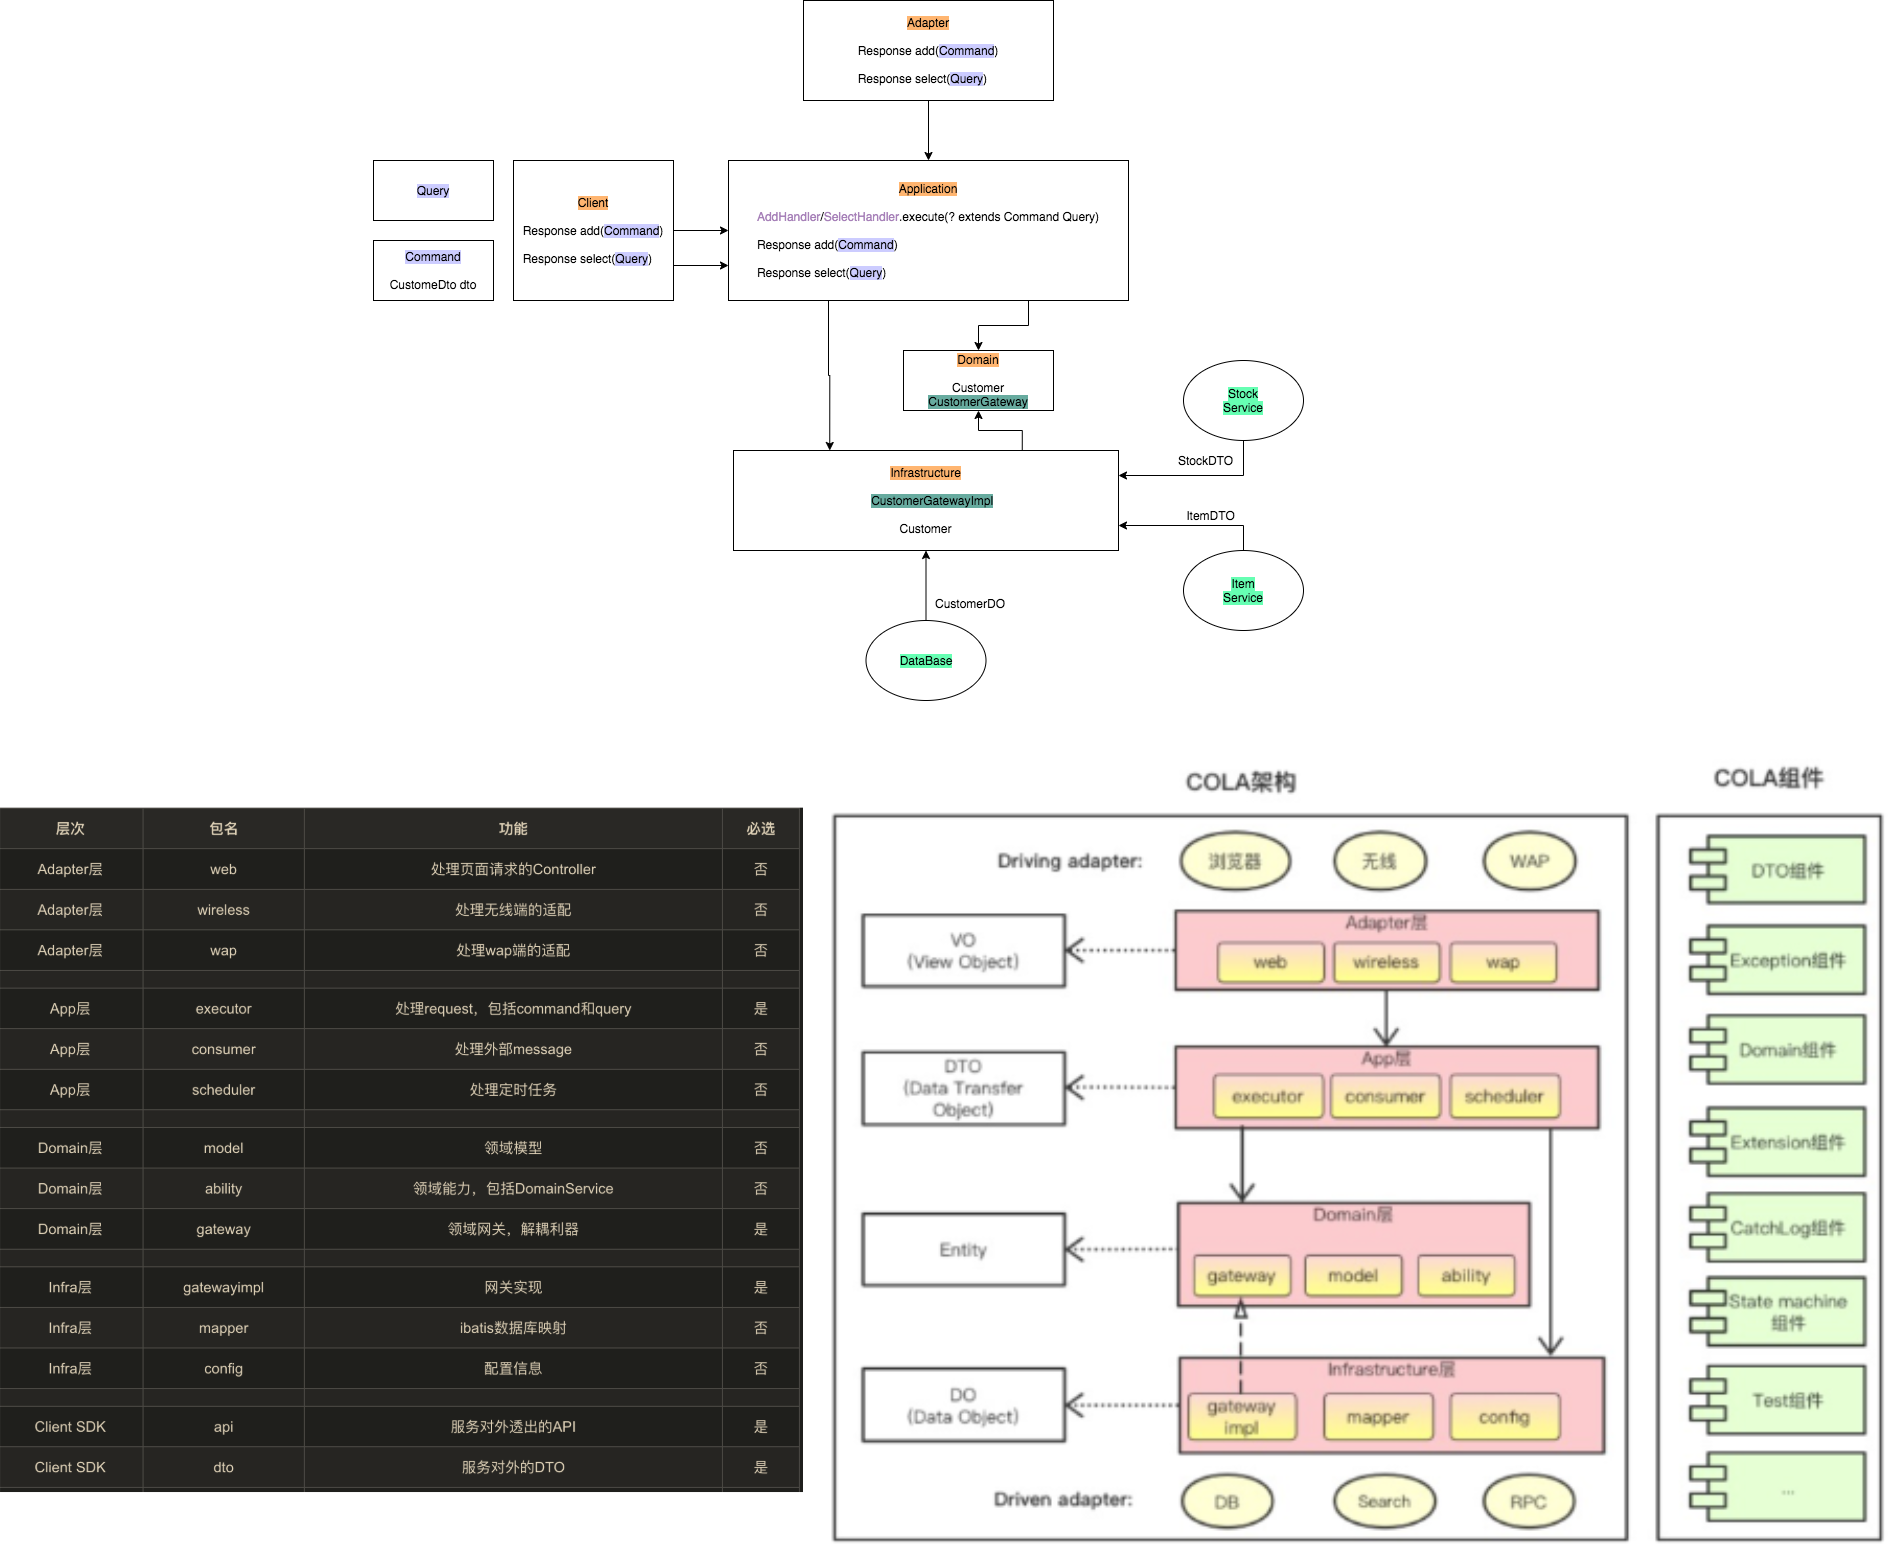 Adapter
Response add(Command)
Response select(Query)
Query
Command
CustomeDto dto
Client
Response add(Command)
Response select(Query)
Application
AddHandler/SelectHandler.execute(? extends Command Query)
Response add(Command)
Response select(Query)
Domain
Customer
CustomerGateway
Stock
Service
StockDTO
Infrastructure
CustomerGatewayImpl
Customer
ItemDTO
Item
Service
CustomerDO
DataBase
层次 包名 功能 必选
Adapter层 web 处理页面请求的Controller 否
Adapter层 wireless 处理无线端的适配 否
Adapter层 wap 处理wap端的适配 否
App层 executor 处理request，包括command和query 是
App层 consumer 处理外部message 否
App层 scheduler 处理定时任务 否
Domain层 model 领域模型 否
Domain层 ability 领域能力，包括DomainService 否
Domain层 gateway 领域网关，解耦利器 是
Infra层 gatewayimpl 网关实现 是
Infra层 mapper ibatis数据库映射 否
Infra层 config 配置信息 否
Client SDK api 服务对外透出的API 是
Client SDK dto 服务对外的DTO 是
COLA架构
Driving adapter: 浏览器 无线 WAP
VO
(View Object)
Adapter层
web wireless wap
DTO
(Data Transfer
Object)
App层
executor consumer scheduler
Entity
Domain层
gateway model ability
DO
(Data Object)
Infrastructure层
gateway
impl
mapper config
Driven adapter: DB Search RPC
COLA组件
DTO组件
Exception组件
Domain组件
Extension组件
CatchLog组件
State machine
组件
Test组件
...